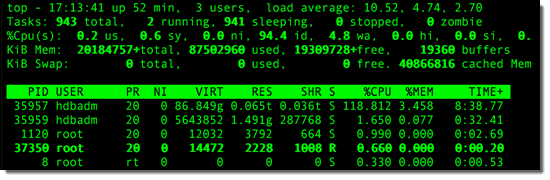 top - 17:13:41 up 52 min,  3 users,  load average: 10.52, 4.74, 2.70
Tasks: 943 total,   2 running, 941 sleeping,   0 stopped,   0 zombie
%Cpu(s):  0.2 us,  0.6 sy,  0.0 ni, 94.4 id,  4.8 wa,  0.0 hi,  0.0 si,  0.
KiB Mem:  20184757+total, 87502960 used, 19309728+free,    19360 buffers
KiB Swap:        0 total,        0 used,        0 free. 40866816 cached Mem
PID USER      PR  NI    VIRT    RES    SHR S    %CPU  %MEM     TIME+
35957 hdbadm    20   0 86.849g 0.065t 0.036t S 118.812 3.458   8:38.77
35959 hdbadm    20   0 5643852 1.491g 287768 S   1.650 0.077   0:32.41
1120 root      20   0   12032   3792    664 S   0.990 0.000   0:02.69
37350 root      20   0   14472   2228   1008 R   0.660 0.000   0:00.20
8 root      rt   0       0      0      0 S   0.330 0.000   0:00.53